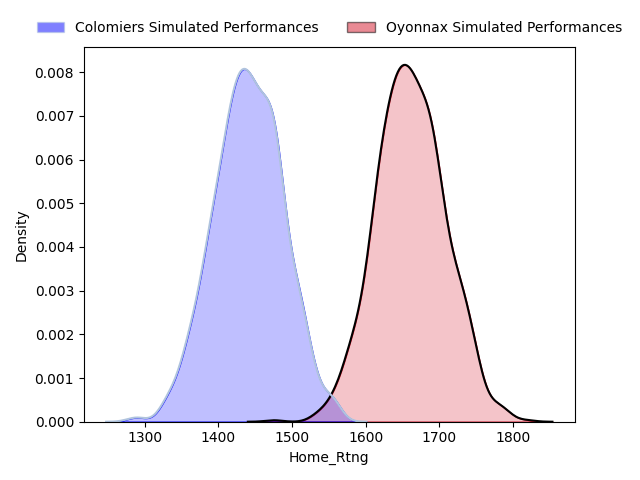 Colomiers Simulated Performances
Oyonnax Simulated Performances
0.008
0.007
0.006
0.005
0.004
0.003
0.002
0.001
0.000
Density
1300 1400 1500 1600 1700 1800
Home_Rtng